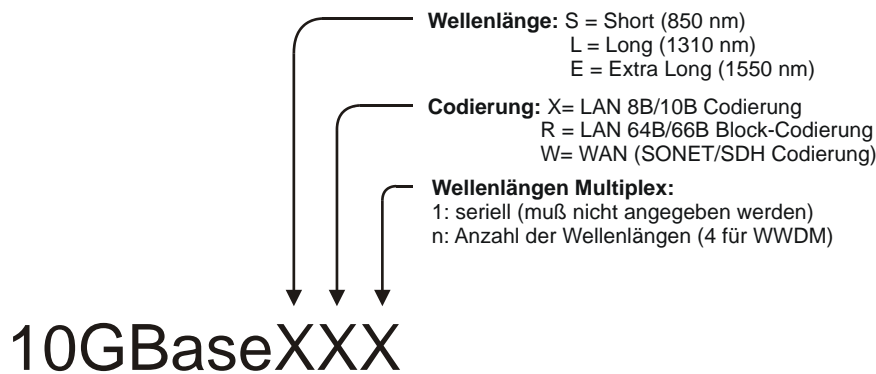 Wellenlänge: S = Short (850 nm)
L = Long (1310 nm)
E = Extra Long (1550 nm)
Codierung: X= LAN 8B/10B Codierung
R = LAN 64B/66B Block-Codierung
W= WAN (SONET/SDH Codierung)
Wellenlängen Multiplex:
1: seriell (muß nicht angegeben werden)
n: Anzahl der Wellenlängen (4 für WWDM)
10GBaseXXX